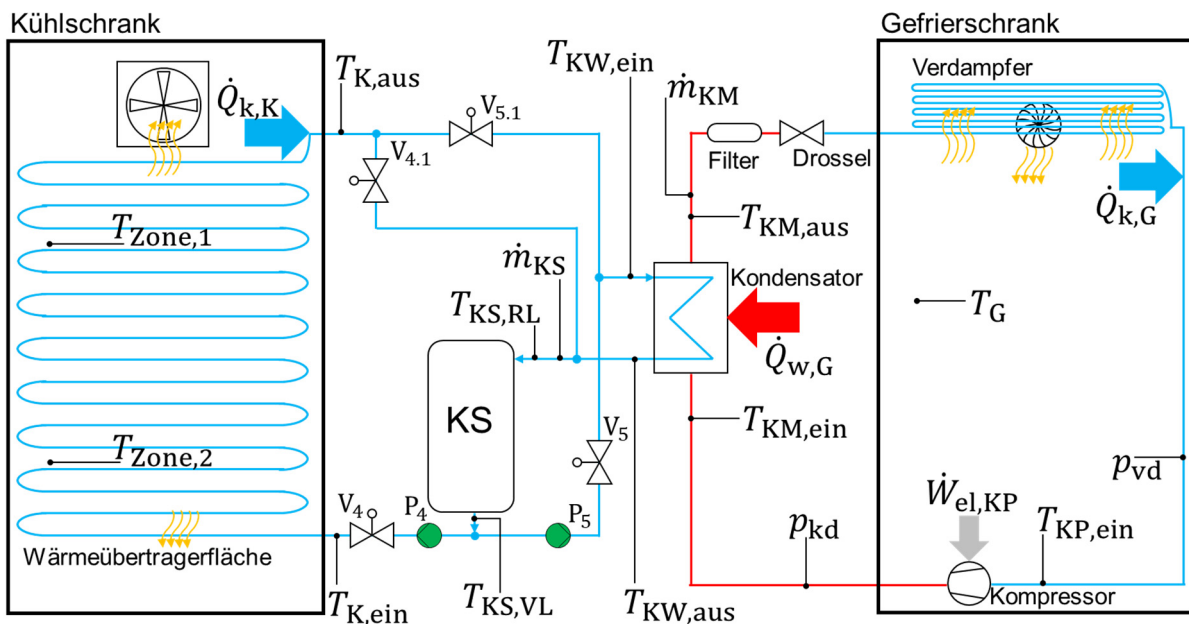 Kühlschrank
Gefrierschrank
Q̇k,K
TK,aus
V5.1
V4.1
TKW,ein
ṁKM
Filter
Drossel
Verdampfer
Q̇k,G
TZone,1
ṁKS
TKS,RL
TKM,aus
Kondensator
Q̇w,G
TG
KS
TKM,ein
TZone,2
V5
V4
P4
P5
pvd
Ẇel,KP
pkd
TKP,ein
Wärmeübertragerfläche
TK,ein
TKS,VL
TKW,aus
Kompressor